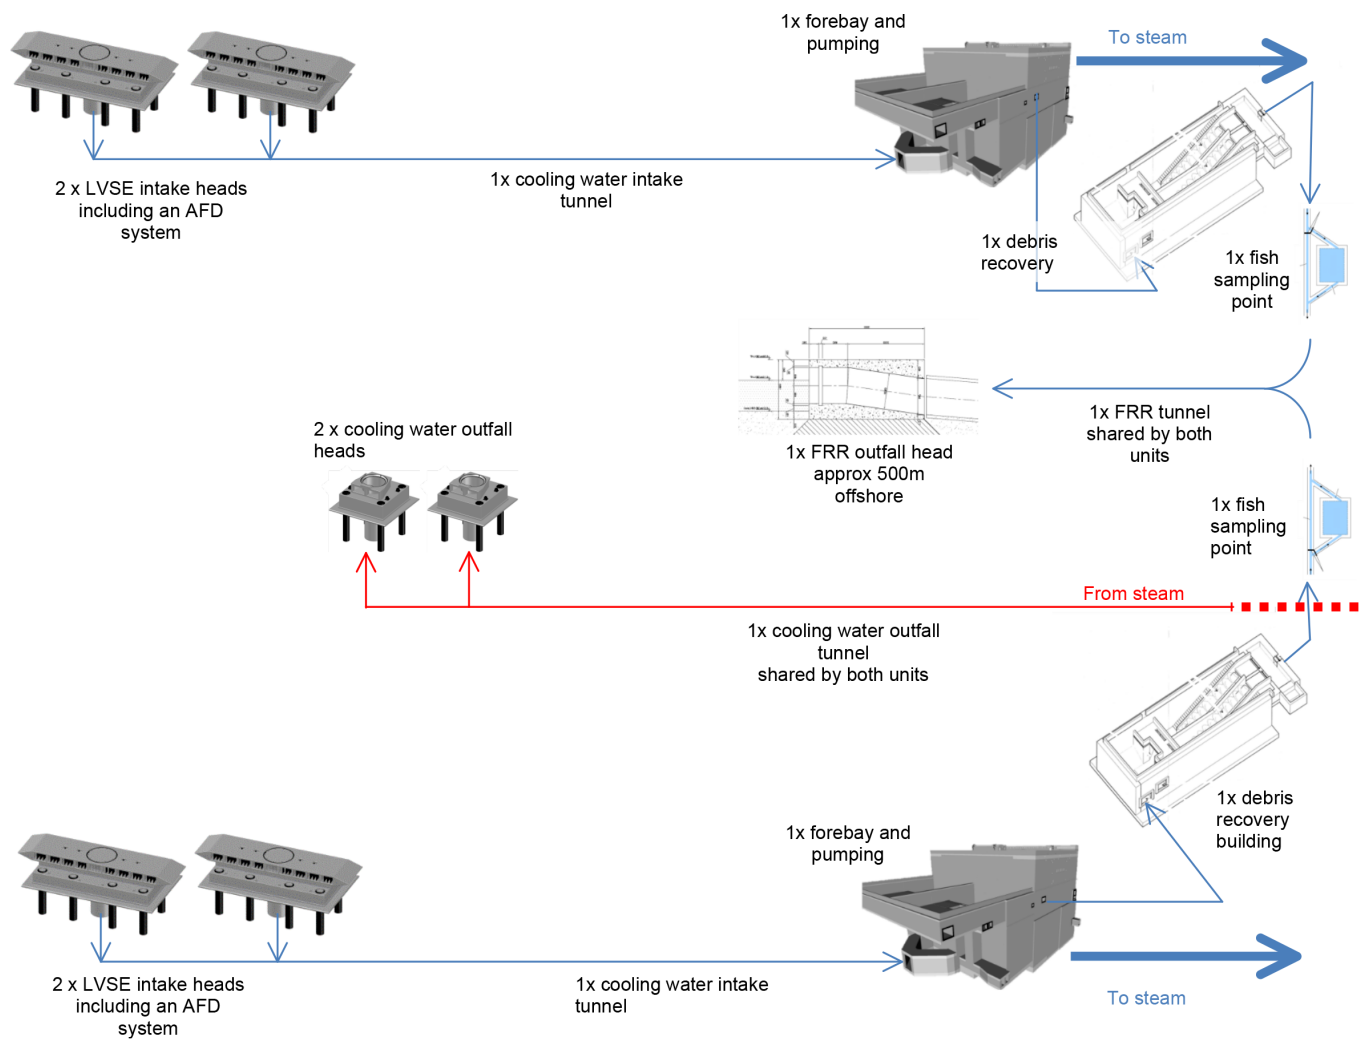 1x forebay and
pumping
To steam
2 x LVSE intake heads
including an AFD
system
1x cooling water intake
tunnel
1x debris
recovery
1x fish
sampling
point
1x FRR tunnel
shared by both
units
2 x cooling water outfall
heads
1x FRR outfall head
approx 500m
offshore
1x fish
sampling
point
From steam
1x cooling water outfall
tunnel
shared by both units
1x debris
recovery
building
1x forebay and
pumping
2 x LVSE intake heads
including an AFD
system
1x cooling water intake
tunnel
To steam